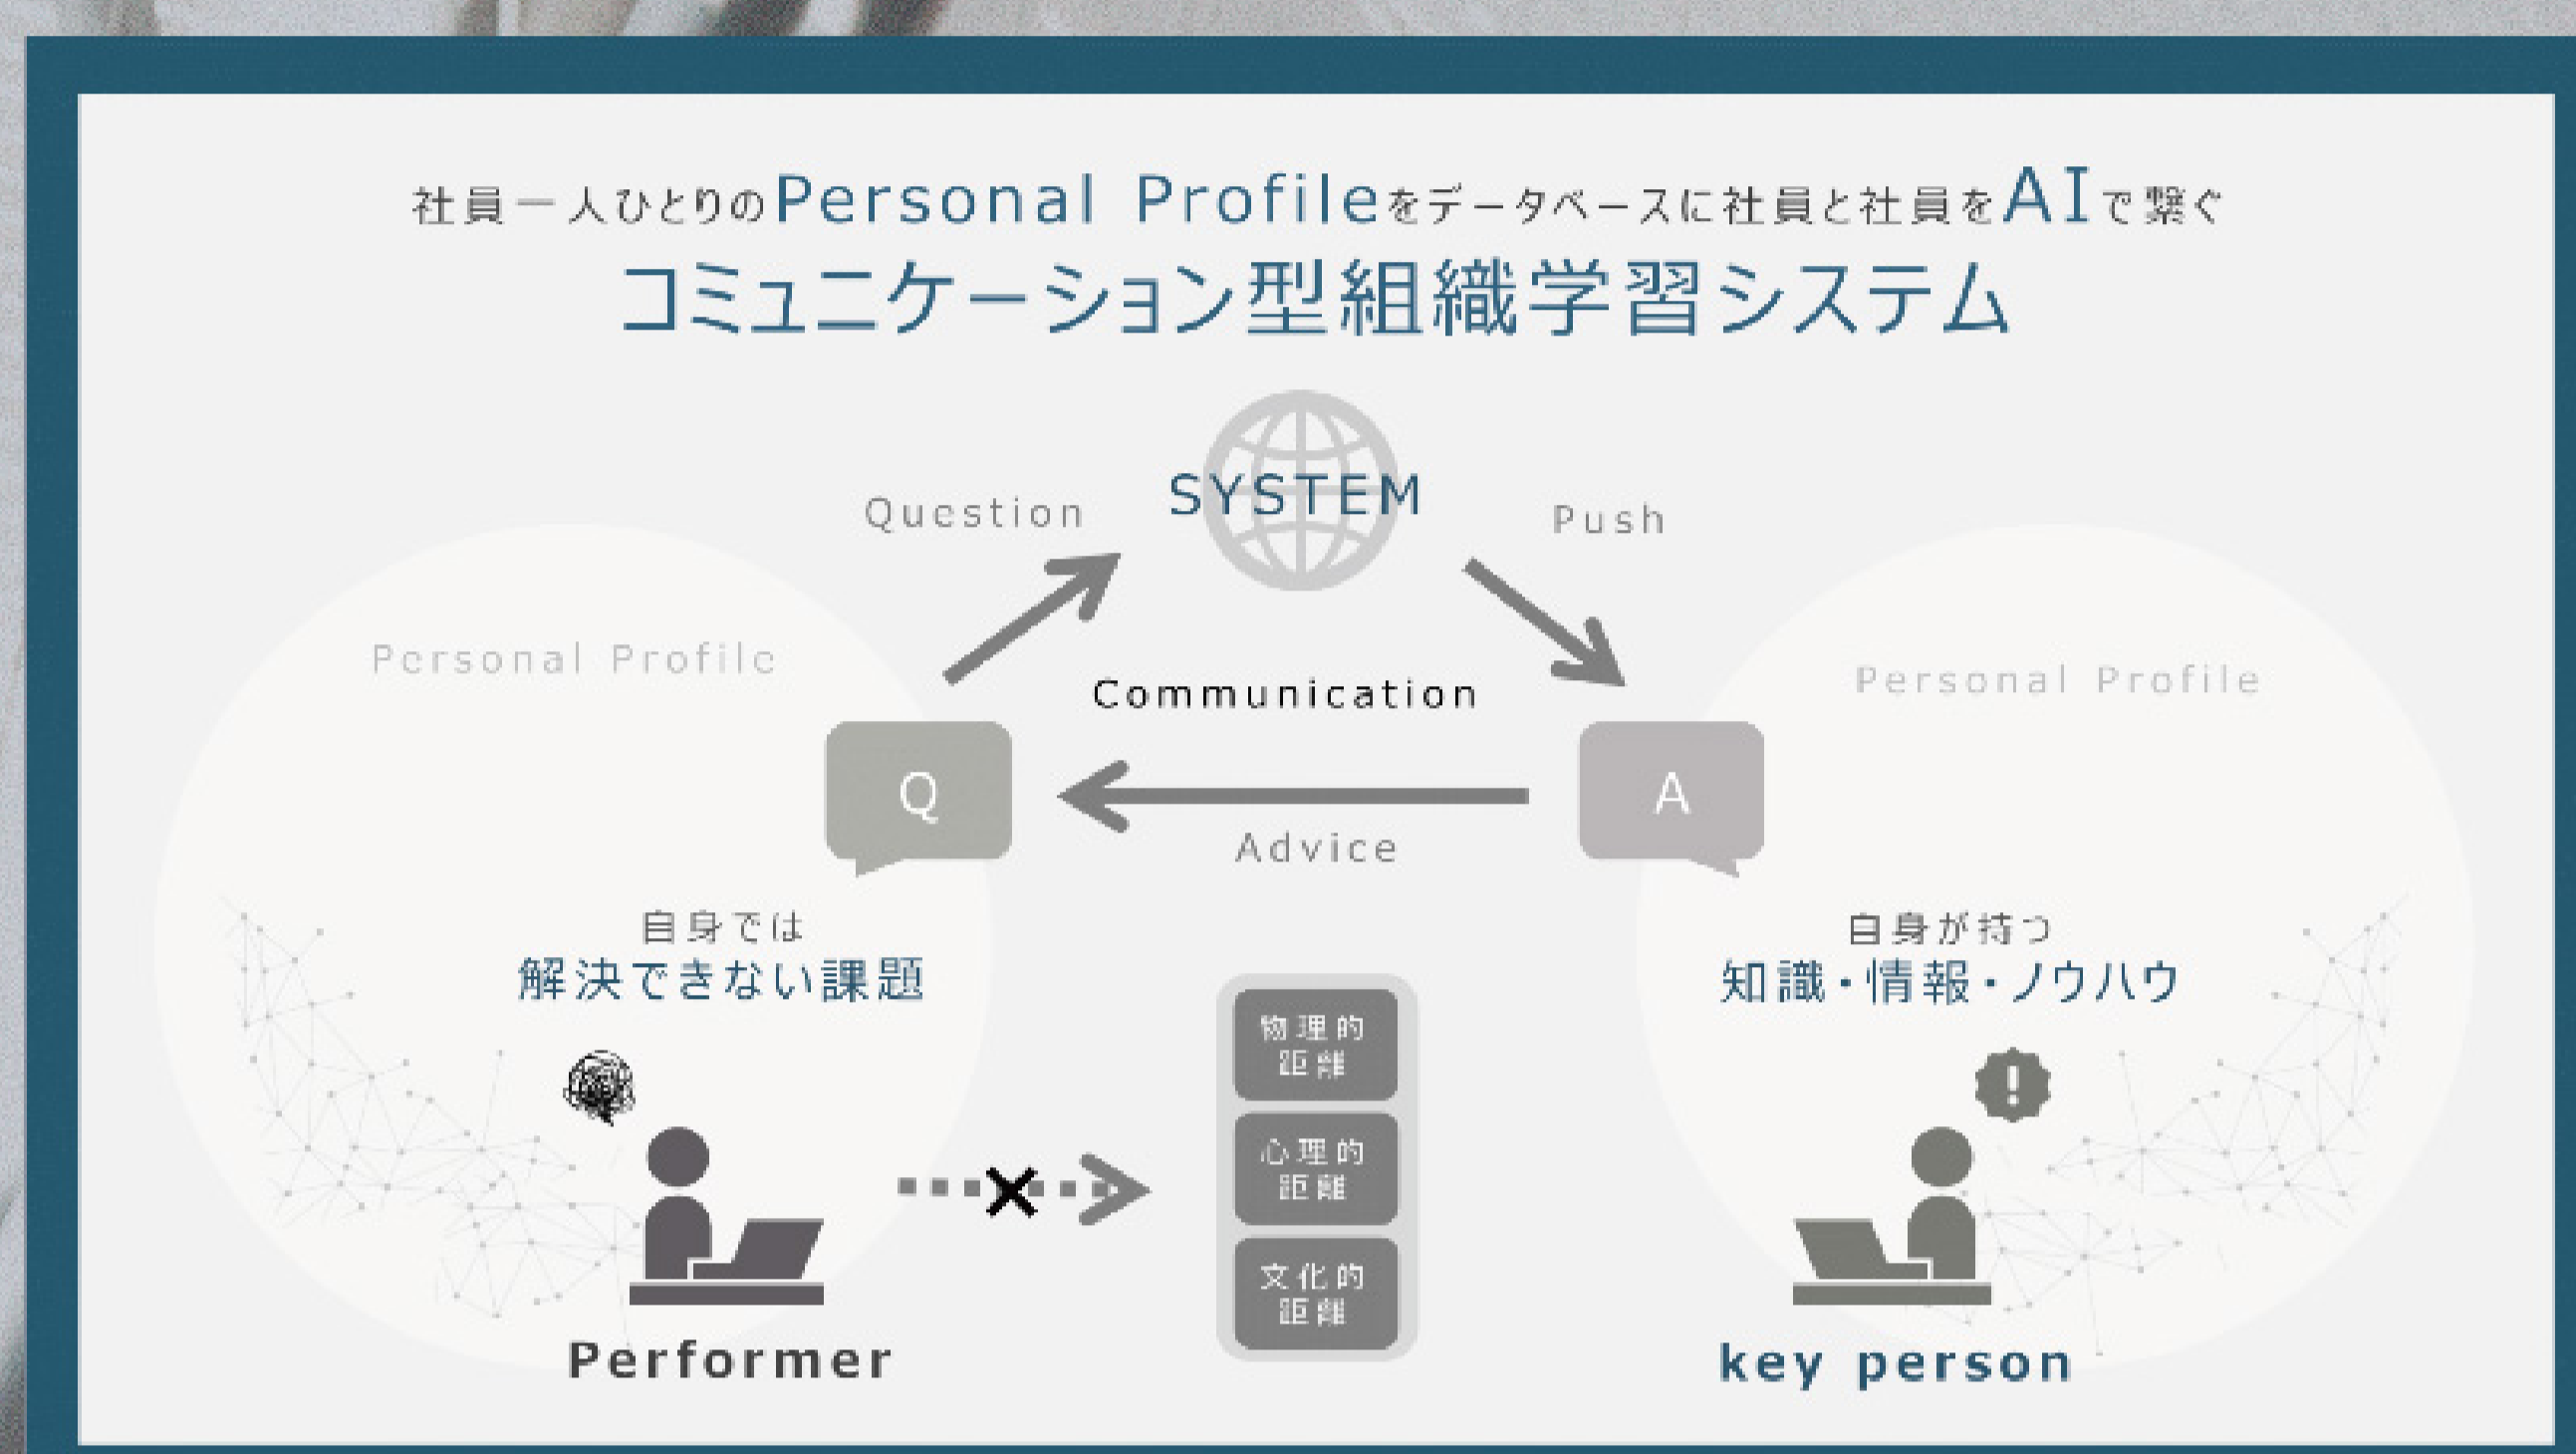 社員一人ひとりのPersonal Profileをデータベースに社員と社員をAIで繋ぐ
コミュニケーション型組織学習システム
SYSTEM
Question
Push
Personal Profile
Personal Profile
Communication
Q
A
Advice
自身では
解決できない課題
自身が持つ
知識・情報・ノウハウ
物理的
距離
心理的
距離
文化的
距離
Performer
key person